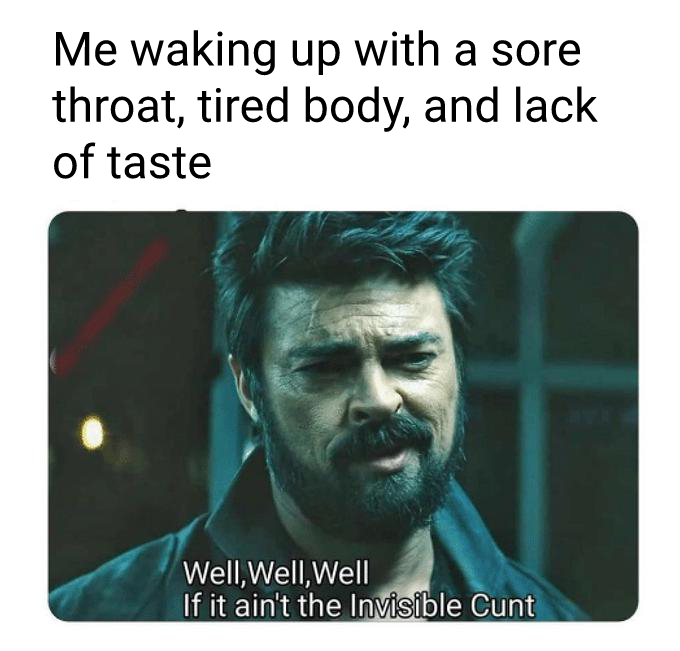 Me waking up with a sore
throat, tired body, and lack
of taste
Well,Well,Well
If it ain't the Invisible Cunt